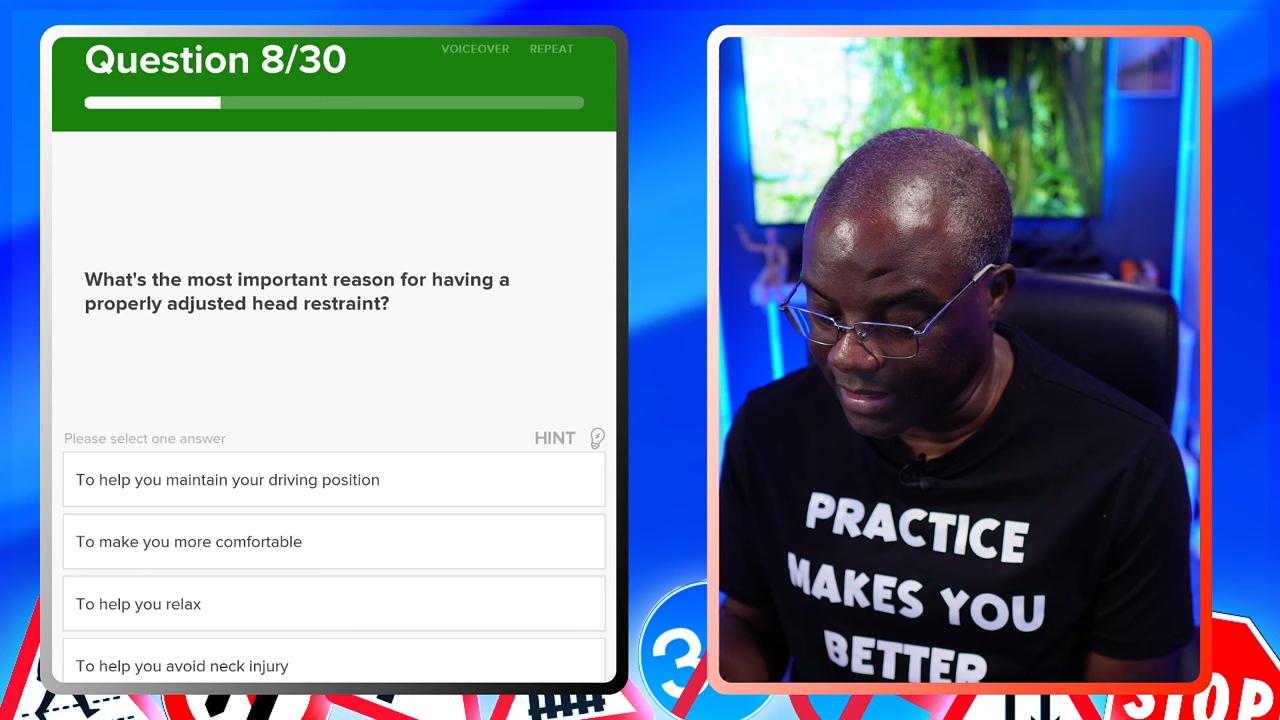 Question 8/30
VOICEOVER REPEAT
What's the most important reason for having a
properly adjusted head restraint?
Please select one answer
HINT
To help you maintain your driving position
To make you more comfortable
To help you relax
To help you avoid neck injury
PRACTICE
MAKES YOU
BETTER
3
STOP